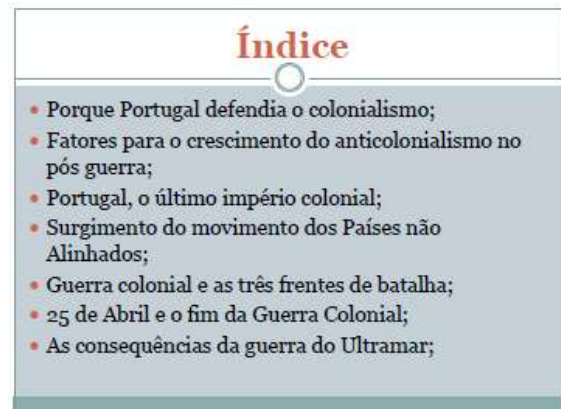 Índice
• Porque Portugal defendia o colonialismo;
• Fatores para o crescimento do anticolonialismo no
pós guerra;
• Portugal, o último império colonial;
• Surgimento do movimento dos Países não
Alinhados;
• Guerra colonial e as três frentes de batalha;
• 25 de Abril e o fim da Guerra Colonial;
• As consequências da guerra do Ultramar;